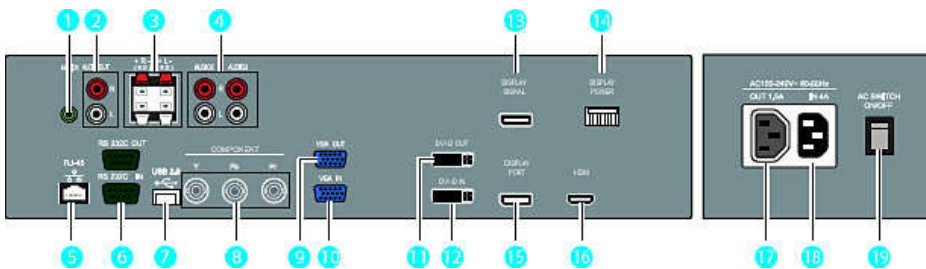 1 2 3 4 13 14
AUDIO OUT
+ R - + L -
AUDIO2 AUDIO1
R
L
R
L
DISPLAY
SIGNAL
DISPLAY
POWER
AC100-240V~ 50-60Hz
OUT 1,5A IN 4A
AC SWITCH
ON/OFF
RS 232C OUT
RJ-45
RS 232C IN
USB 2.0
COMPONENT
Y Pb Pr
VGA OUT
VGA IN
DVI-D OUT
DVI-D IN
DISPLAY
PORT
HDMI
5 6 7 8 9 10 11 12 15 16 17 18 19